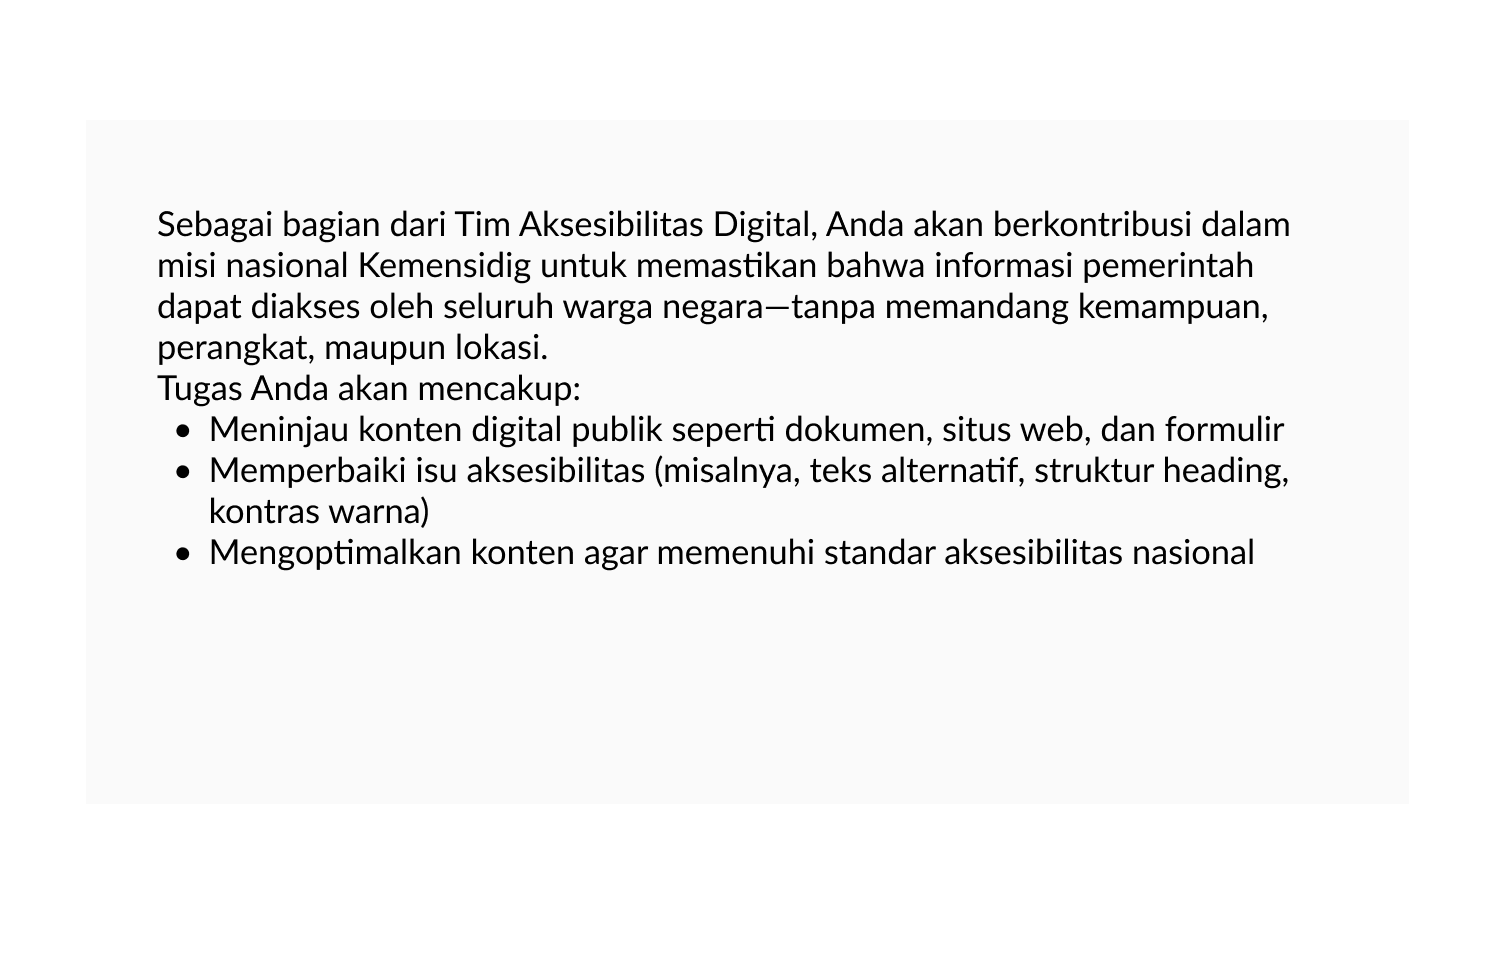 Sebagai bagian dari Tim Aksesibilitas Digital, Anda akan berkontribusi dalam
misi nasional Kemensidig untuk memastikan bahwa informasi pemerintah
dapat diakses oleh seluruh warga negara—tanpa memandang kemampuan,
perangkat, maupun lokasi.
Tugas Anda akan mencakup:
• Meninjau konten digital publik seperti dokumen, situs web, dan formulir
• Memperbaiki isu aksesibilitas (misalnya, teks alternatif, struktur heading,
kontras warna)
• Mengoptimalkan konten agar memenuhi standar aksesibilitas nasional